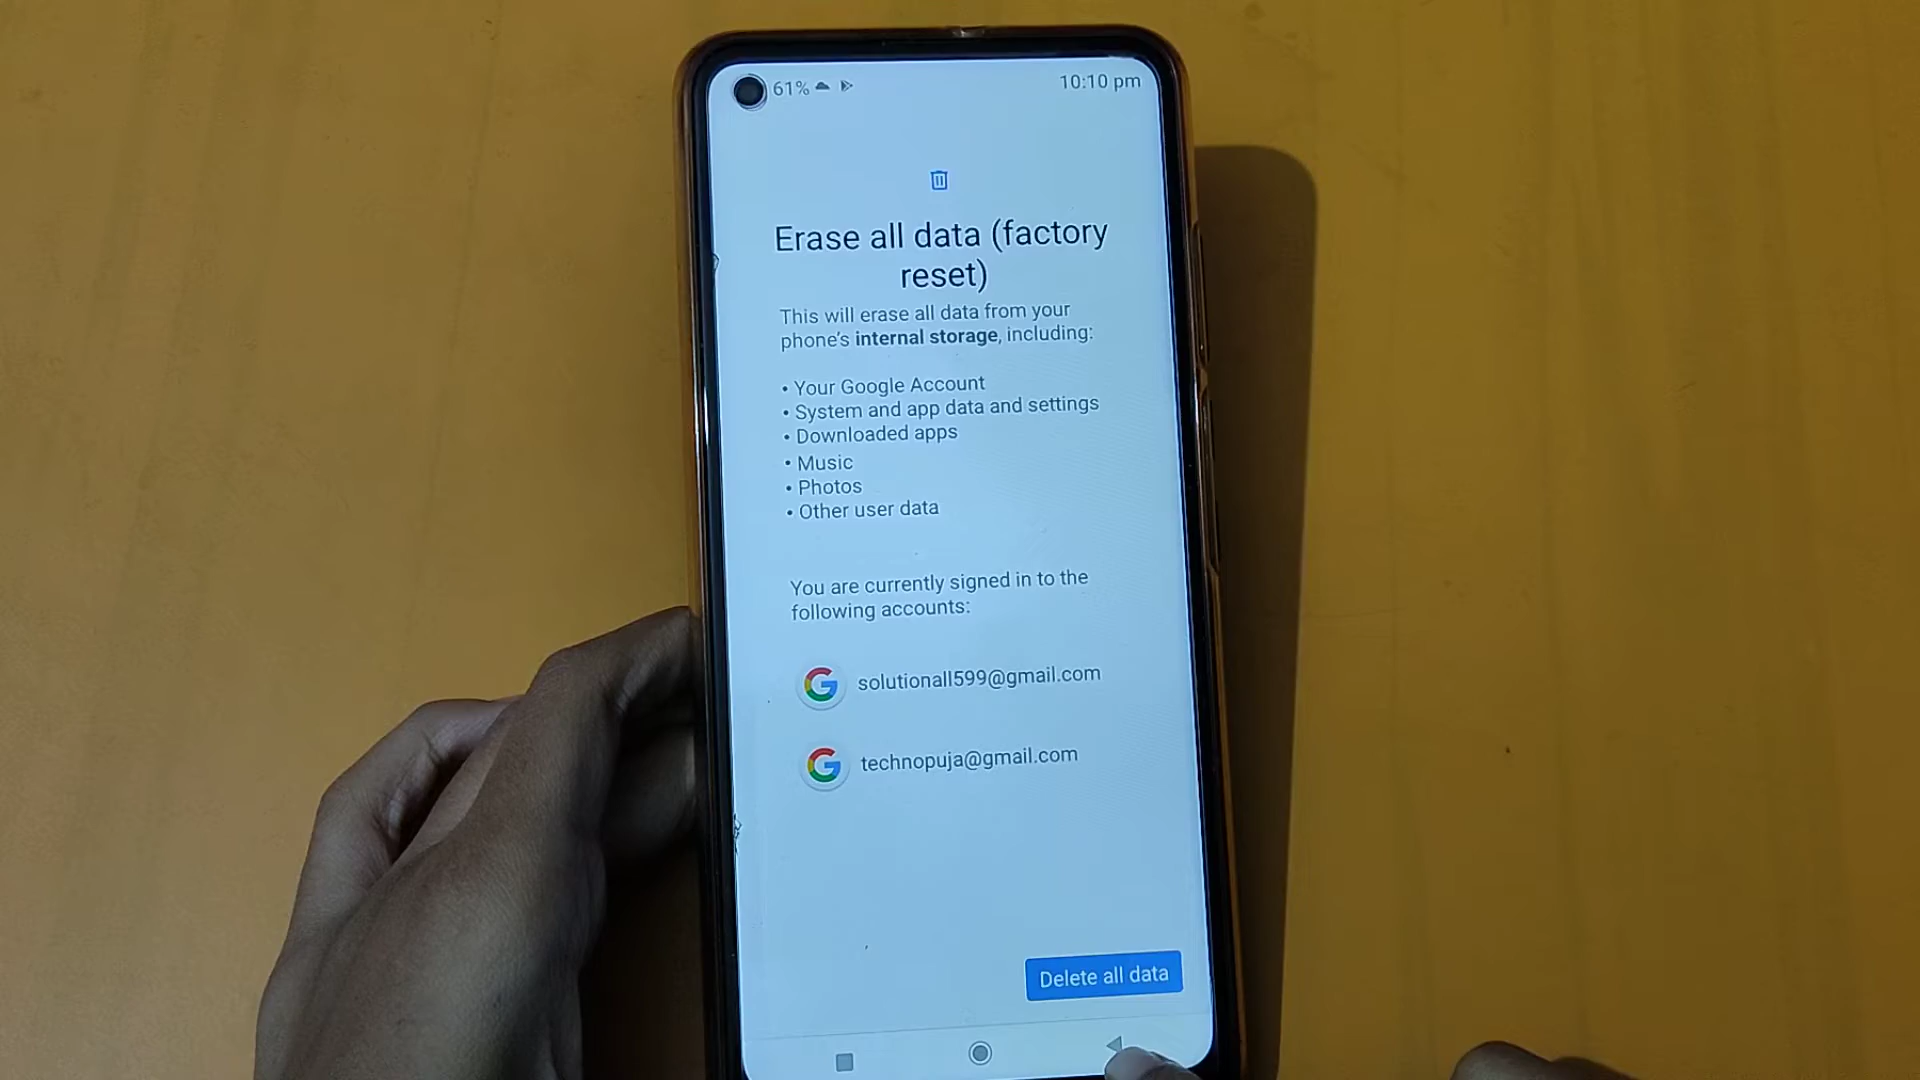 61%
10:10 pm
Erase all data (factory
reset)
This will erase all data from your
phone's internal storage, including:
• Your Google Account
• System and app data and settings
• Downloaded apps
• Music
• Photos
• Other user data
You are currently signed in to the
following accounts:
solutionall599@gmail.com
technopuja@gmail.com
Delete all data